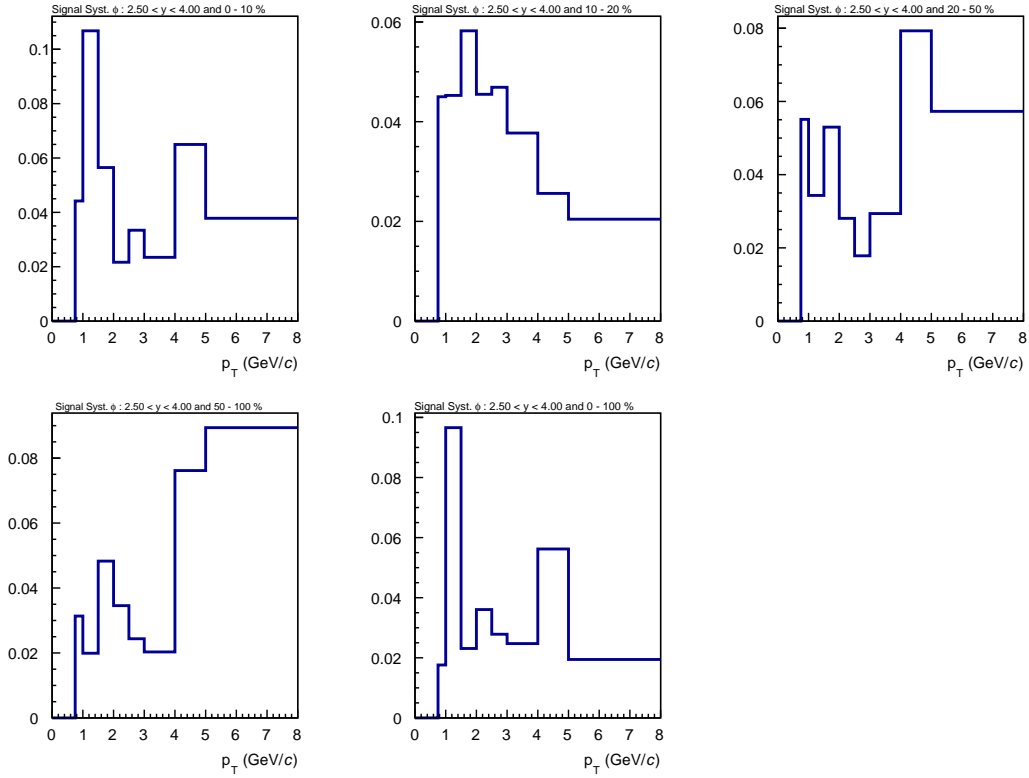 Signal Syst. ϕ : 2.50 < y < 4.00 and 0 - 10 %
0.1
0.08
0.06
0.04
0.02
0
0 1 2 3 4 5 6 7 8
p_T (GeV/c)
Signal Syst. ϕ : 2.50 < y < 4.00 and 10 - 20 %
0.06
0.04
0.02
0
0 1 2 3 4 5 6 7 8
p_T (GeV/c)
Signal Syst. ϕ : 2.50 < y < 4.00 and 20 - 50 %
0.08
0.06
0.04
0.02
0
0 1 2 3 4 5 6 7 8
p_T (GeV/c)
Signal Syst. ϕ : 2.50 < y < 4.00 and 50 - 100 %
0.08
0.06
0.04
0.02
0
0 1 2 3 4 5 6 7 8
p_T (GeV/c)
Signal Syst. ϕ : 2.50 < y < 4.00 and 0 - 100 %
0.1
0.08
0.06
0.04
0.02
0
0 1 2 3 4 5 6 7 8
p_T (GeV/c)